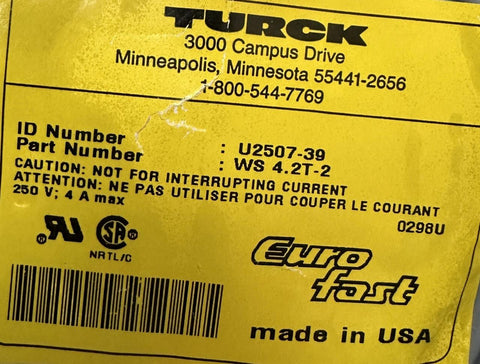 TURCK
3000 Campus Drive
Minneapolis, Minnesota 55441-2656
1-800-544-7769
ID Number : U2507-39
Part Number : WS 4.2T-2
CAUTION: NOT FOR INTERRUPTING CURRENT
ATTENTION: NE PAS UTILISER POUR COUPER LE COURANT
250 V; 4 A max
0298U
RU SA
NRTL/C
Euro
fast
made in USA